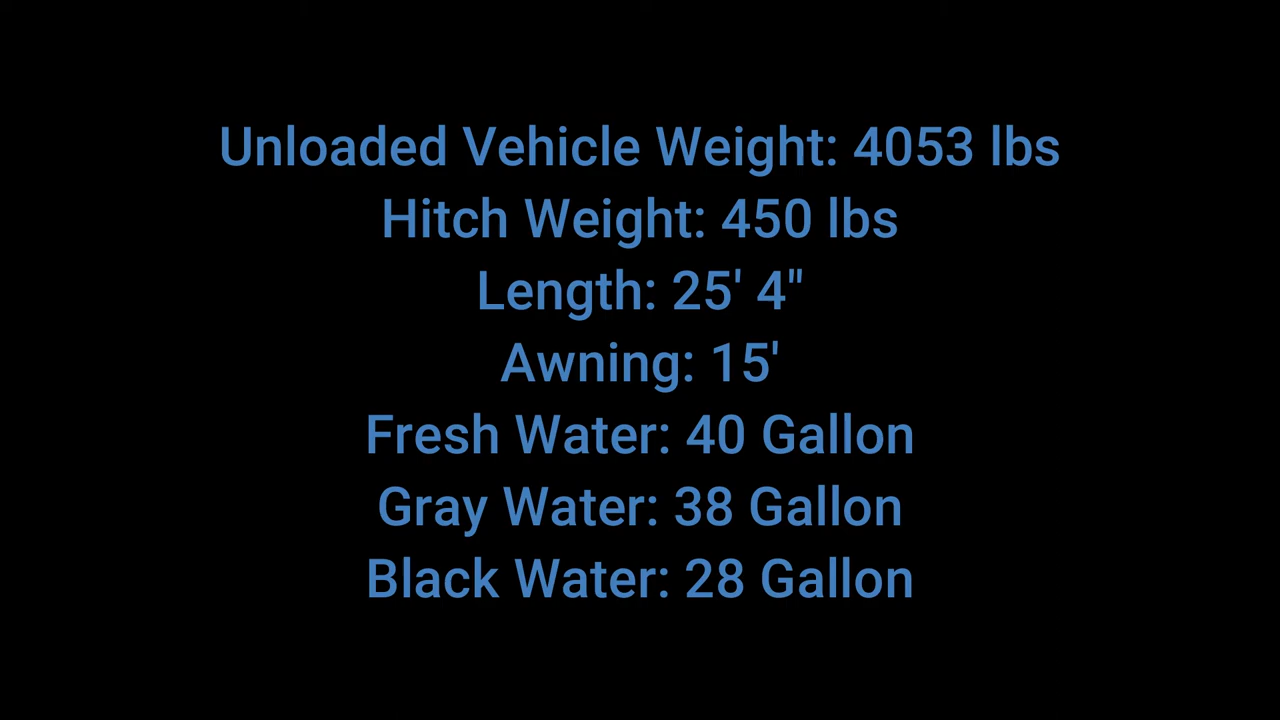 Unloaded Vehicle Weight: 4053 lbs
Hitch Weight: 450 lbs
Length: 25' 4"
Awning: 15'
Fresh Water: 40 Gallon
Gray Water: 38 Gallon
Black Water: 28 Gallon